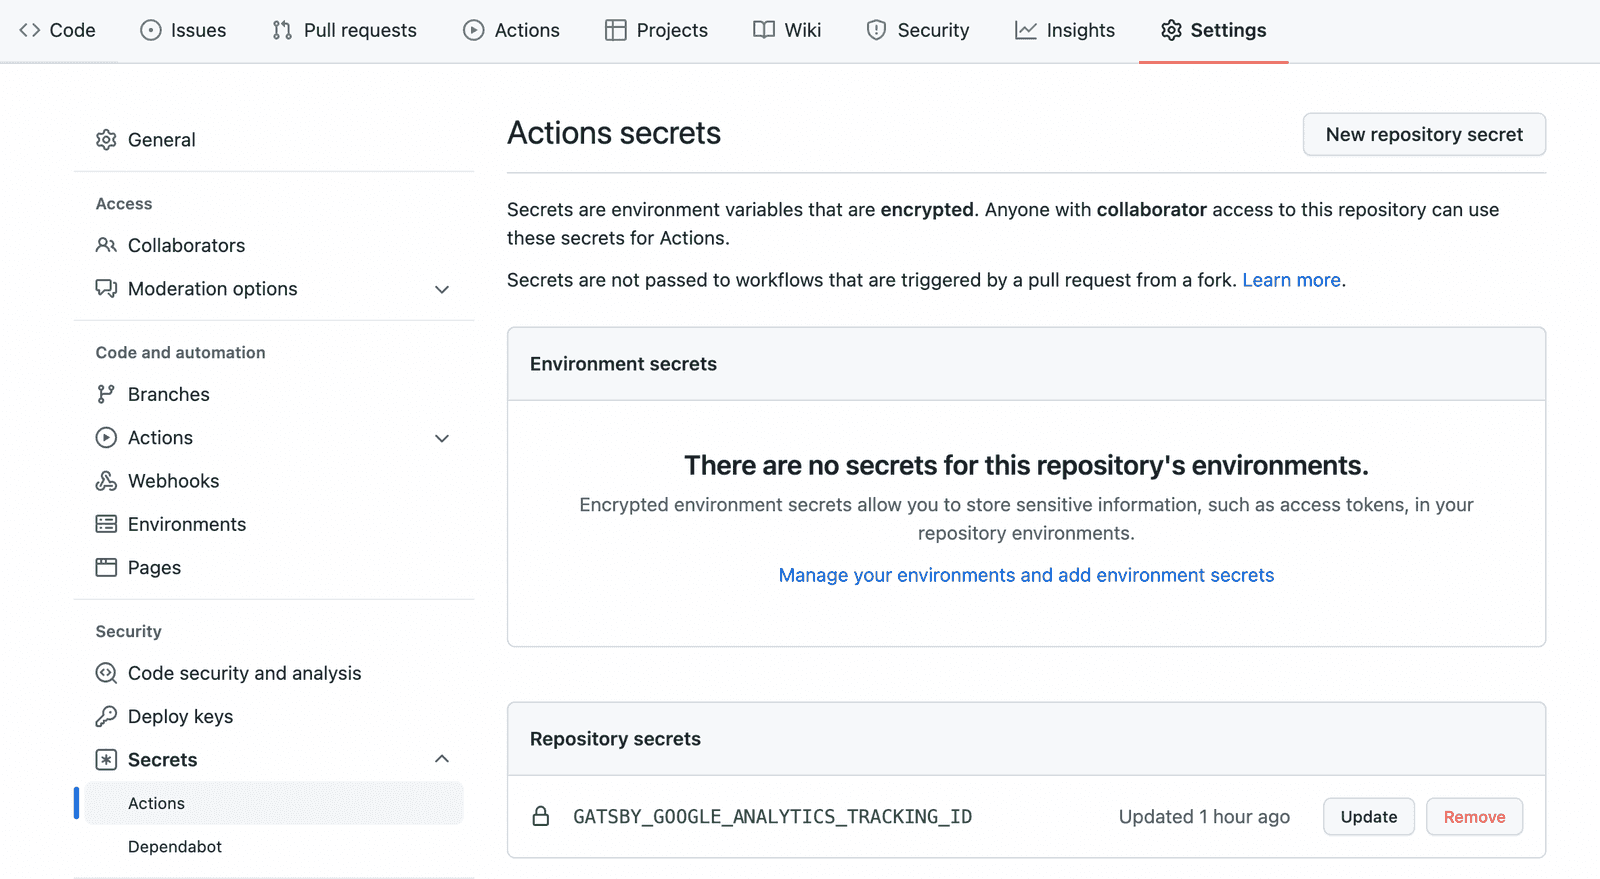 Code Issues Pull requests Actions Projects Wiki Security Insights Settings
General
Access
Collaborators
Moderation options
Code and automation
Branches
Actions
Webhooks
Environments
Pages
Security
Code security and analysis
Deploy keys
Secrets
Actions
Dependabot
Actions secrets
New repository secret
Secrets are environment variables that are encrypted. Anyone with collaborator access to this repository can use
these secrets for Actions.
Secrets are not passed to workflows that are triggered by a pull request from a fork. Learn more.
Environment secrets
There are no secrets for this repository's environments.
Encrypted environment secrets allow you to store sensitive information, such as access tokens, in your
repository environments.
Manage your environments and add environment secrets
Repository secrets
GATSBY_GOOGLE_ANALYTICS_TRACKING_ID Updated 1 hour ago Update Remove